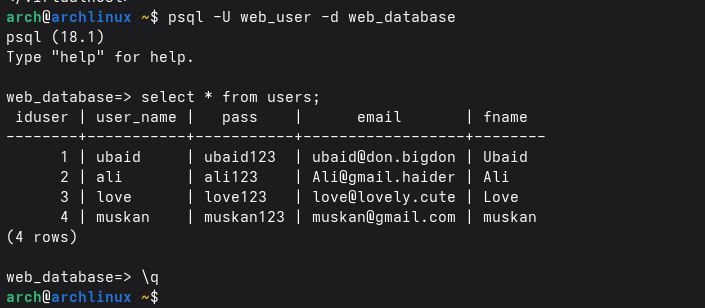 arch@archlinux ~$ psql -U web_user -d web_database
psql (18.1)
Type "help" for help.

web_database=> select * from users;
 iduser | user_name |   pass    |      email       | fname
--------+-----------+-----------+------------------+--------
      1 | ubaid     | ubaid123  | ubaid@don.bigdon | Ubaid
      2 | ali       | ali123    | Ali@gmail.haider | Ali
      3 | love      | love123   | love@lovely.cute | Love
      4 | muskan    | muskan123 | muskan@gmail.com | muskan
(4 rows)

web_database=> \q
arch@archlinux ~$